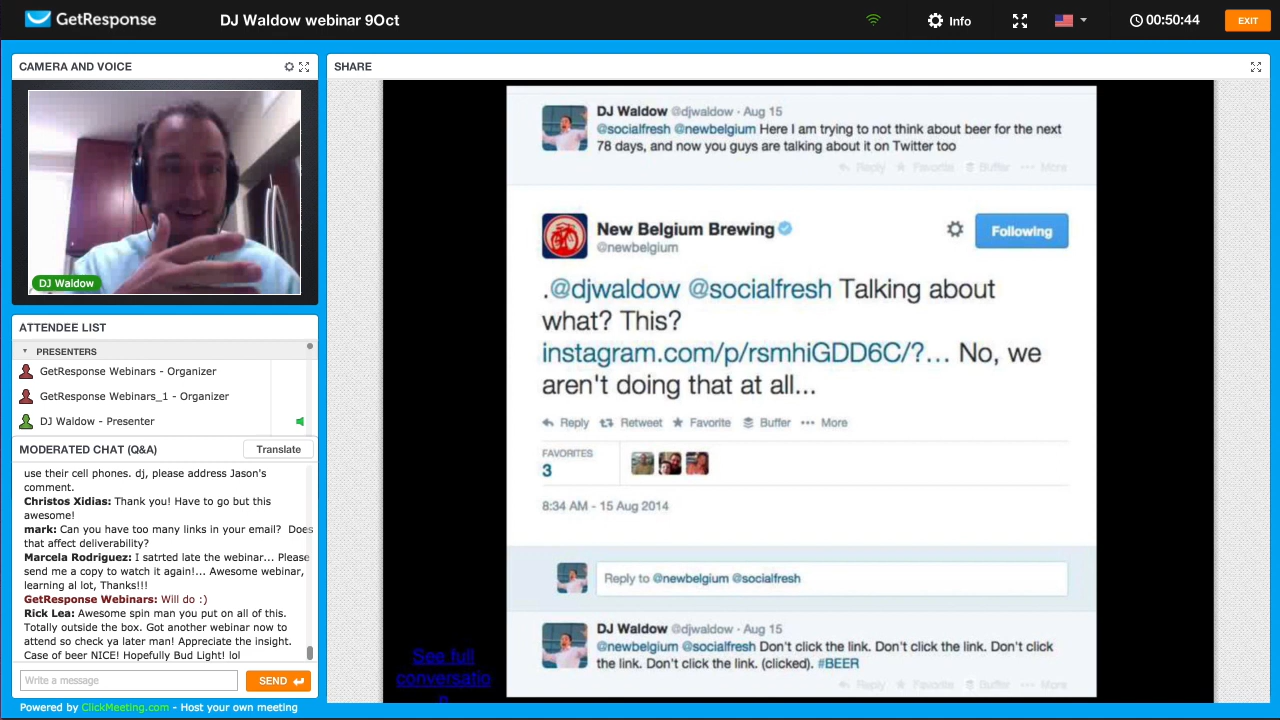 GetResponse
DJ Waldow webinar 9Oct
Info
00:50:44
EXIT
CAMERA AND VOICE
DJ Waldow
ATTENDEE LIST
PRESENTERS
GetResponse Webinars - Organizer
GetResponse Webinars_1 - Organizer
DJ Waldow - Presenter
MODERATED CHAT (Q&A)
Translate
use their cell phones. dj, please address Jason's
comment.
Christos Xidias: Thank you! Have to go but this
awesome!
mark: Can you have too many links in your email? Does
that affect deliverability?
Marcela Rodriguez: I satrted late the webinar... Please
send me a copy to watch it again!... Awesome webinar,
learning al lot, Thanks!!!
GetResponse Webinars: Will do :)
Rick Lea: Awesome spin man you put on all of this.
Totally outside the box. Got another webinar now to
attend so check ya later man! Appreciate the insight.
Case of beer NICE! Hopefully Bud Light! lol
Write a message
SEND
Powered by ClickMeeting.com - Host your own meeting
SHARE
DJ Waldow @djwaldow · Aug 15
@socialfresh @newbelgium Here I am trying to not think about beer for the next
78 days, and now you guys are talking about it on Twitter too
Reply Favorite Buffer More
New Belgium Brewing
@newbelgium
Following
.@djwaldow @socialfresh Talking about
what? This?
instagram.com/p/rsmhiGDD6C/?... No, we
aren't doing that at all...
Reply Retweet Favorite Buffer More
FAVORITES
3
8:34 AM - 15 Aug 2014
Reply to @newbelgium @socialfresh
DJ Waldow @djwaldow · Aug 15
@newbelgium @socialfresh Don't click the link. Don't click the link. Don't click
the link. Don't click the link. (clicked). #BEER
Reply Favorite Buffer More
See full
conversatio
n